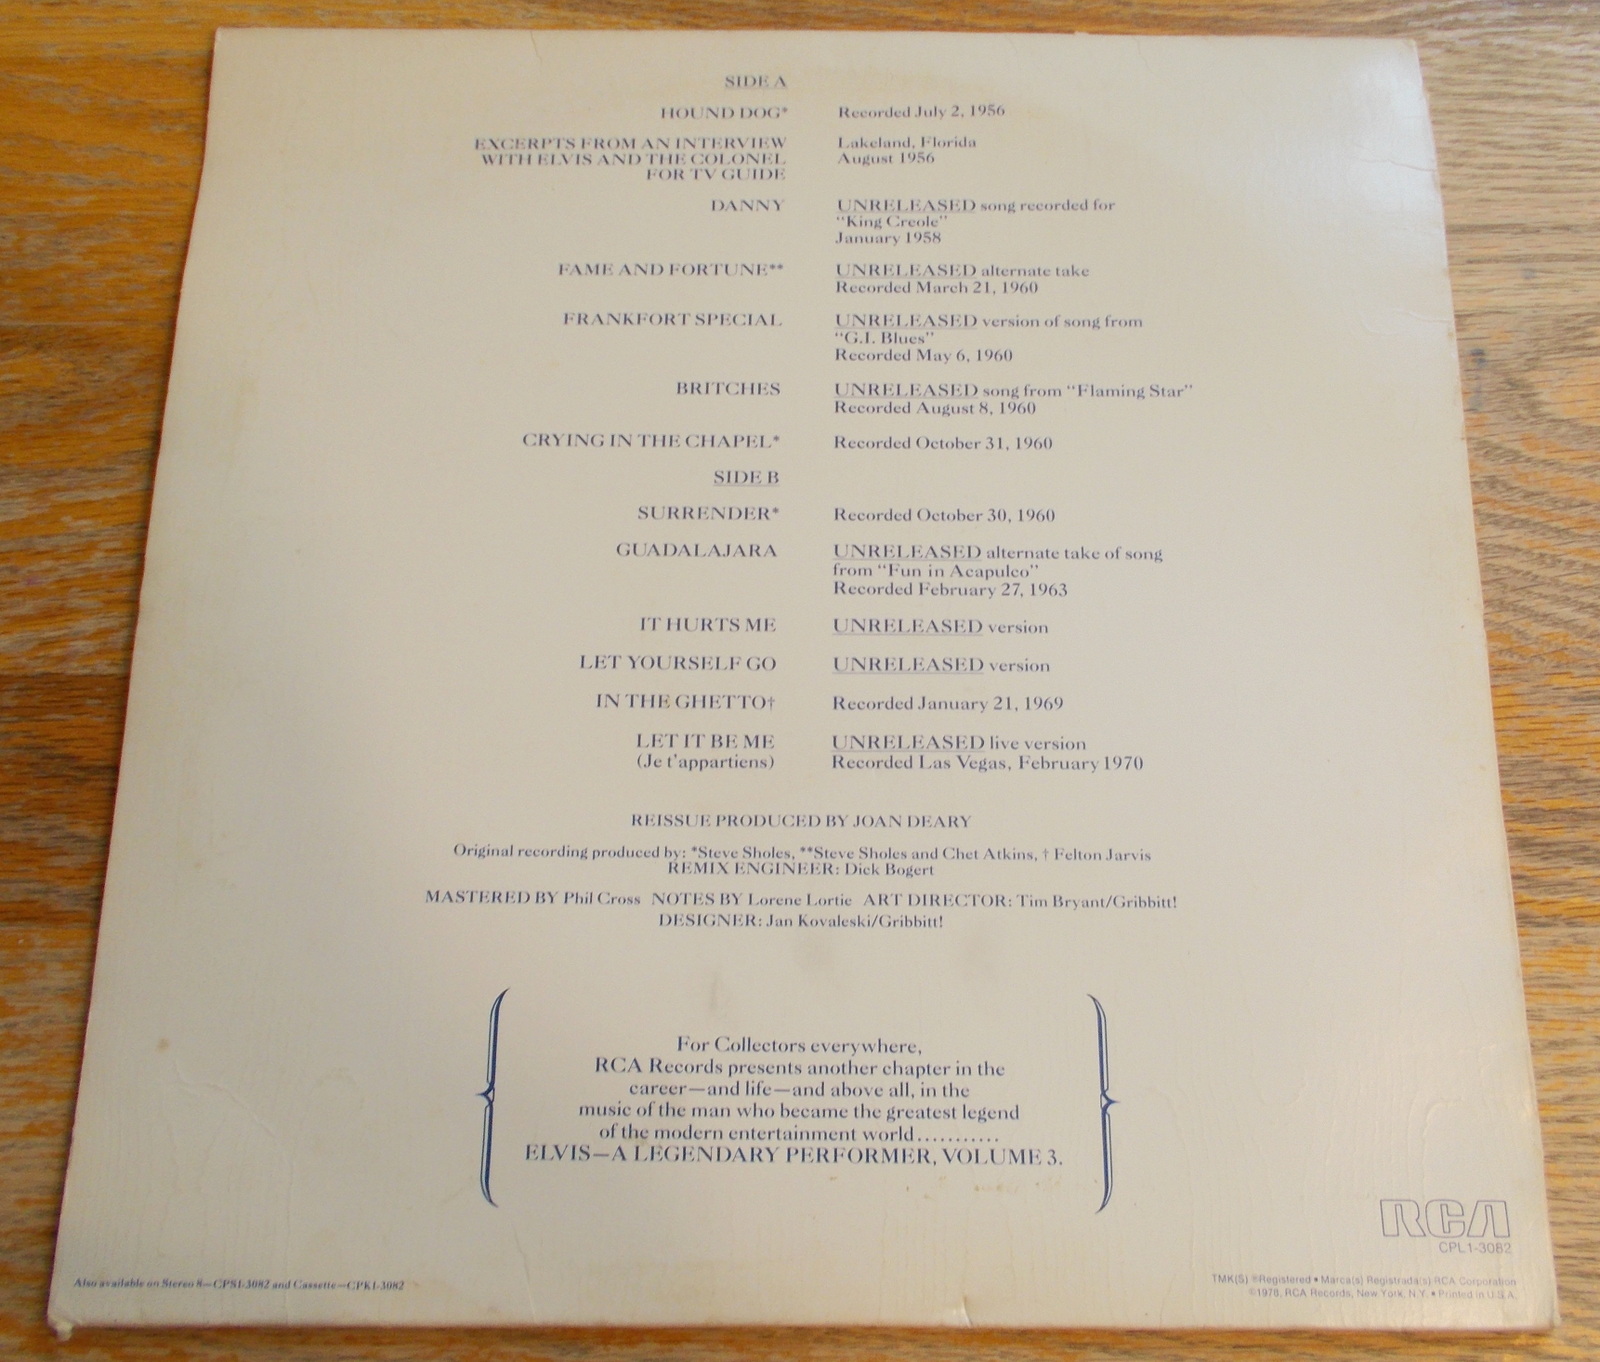 SIDE A
HOUND DOG* Recorded July 2, 1956
EXCERPTS FROM AN INTERVIEW Lakeland, Florida
WITH ELVIS AND THE COLONEL August 1956
FOR TV GUIDE
DANNY UNRELEASED song recorded for
"King Creole"
January 1958
FAME AND FORTUNE** UNRELEASED alternate take
Recorded March 21, 1960
FRANKFORT SPECIAL UNRELEASED version of song from
"G.I. Blues"
Recorded May 6, 1960
BRITCHES UNRELEASED song from "Flaming Star"
Recorded August 8, 1960
CRYING IN THE CHAPEL* Recorded October 31, 1960
SIDE B
SURRENDER* Recorded October 30, 1960
GUADALAJARA UNRELEASED alternate take of song
from "Fun in Acapulco"
Recorded February 27, 1963
IT HURTS ME UNRELEASED version
LET YOURSELF GO UNRELEASED version
IN THE GHETTO† Recorded January 21, 1969
LET IT BE ME UNRELEASED live version
(Je t'appartiens) Recorded Las Vegas, February 1970
REISSUE PRODUCED BY JOAN DEARY
Original recording produced by: *Steve Sholes, **Steve Sholes and Chet Atkins, † Felton Jarvis
REMIX ENGINEER: Dick Bogert
MASTERED BY Phil Cross NOTES BY Lorene Lortie ART DIRECTOR: Tim Bryant/Gribbitt!
DESIGNER: Jan Kovaleski/Gribbitt!
For Collectors everywhere,
RCA Records presents another chapter in the
career—and life—and above all, in the
music of the man who became the greatest legend
of the modern entertainment world...........
ELVIS—A LEGENDARY PERFORMER, VOLUME 3.
RCA
CPL1-3082
Also available on Stereo 8—CPS1-3082 and Cassette—CPK1-3082
TMK(S) ®Registered • Marca(s) Registrada(s) RCA Corporation
©1978, RCA Records, New York, N.Y. • Printed in U.S.A.